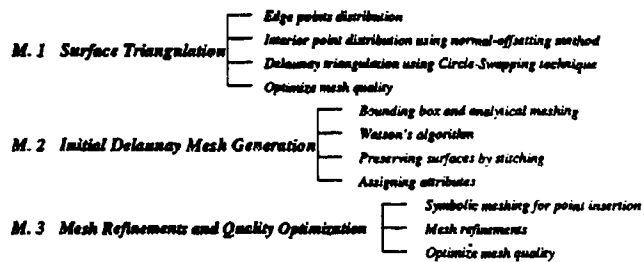 Edge points distribution
M. 1 Surface Triangulation
Interior point distribution using normal-offsetting method
Delaunay triangulation using Circle-Swapping technique
Optimize mesh quality
Bounding box and analytical meshing
Watson's algorithm
M. 2 Initial Delaunay Mesh Generation
Preserving surfaces by stitching
Assigning attributes
Symbolic meshing for point insertion
M. 3 Mesh Refinements and Quality Optimization
Mesh refinements
Optimize mesh quality